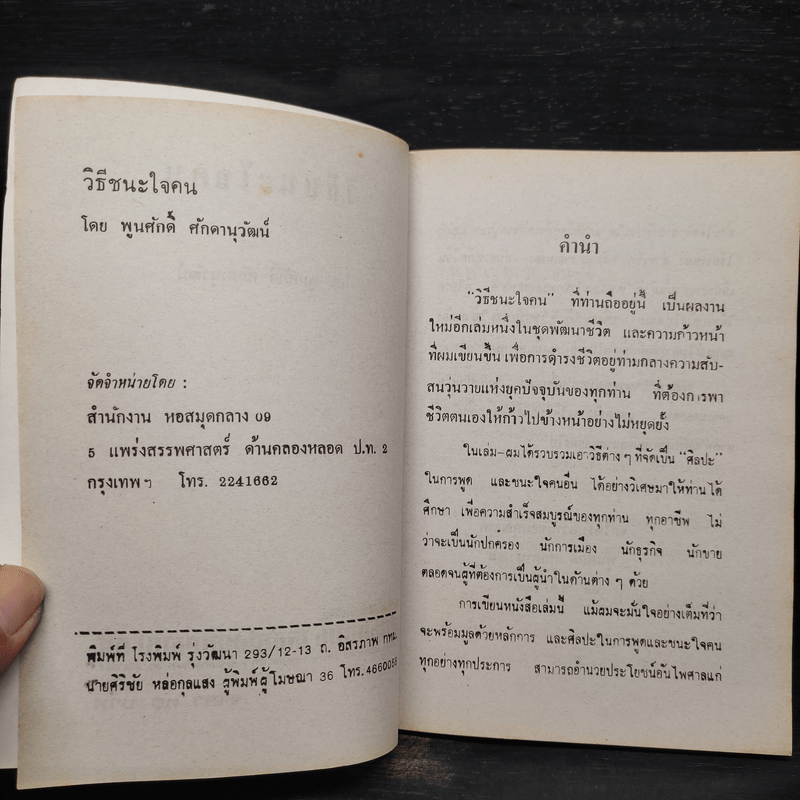 วิธีชนะใจคน
โดย พูนศักดิ์ ศักดานุวัฒน์
จัดจำหน่ายโดย :
สำนักงาน หอสมุดกลาง 09
5 แพร่งสรรพศาสตร์ ด้านคลองหลอด ป.ท. 2
กรุงเทพฯ โทร. 2241662
พิมพ์ที่ โรงพิมพ์ รุ่งวัฒนา 293/12-13 ถ. อิสรภาพ กทม.
นายศิริชัย หล่อกุลแสง ผู้พิมพ์ผู้โฆษณา 36 โทร.4660058
คำนำ
“วิธีชนะใจคน” ที่ท่านถืออยู่นี้ เป็นผลงาน
ใหม่อีกเล่มหนึ่งในชุดพัฒนาชีวิต และความก้าวหน้า
ที่ผมเขียนขึ้น เพื่อการดำรงชีวิตอยู่ท่ามกลางความสับ-
สนวุ่นวายแห่งยุคปัจจุบันของทุกท่าน ที่ต้องการพา
ชีวิตตนเองให้ก้าวไปข้างหน้าอย่างไม่หยุดยั้ง
ในเล่ม-ผมได้รวบรวมเอาวิธีต่าง ๆ ที่จัดเป็น “ศิลปะ”
ในการพูด และชนะใจคนอื่น ได้อย่างวิเศษมาให้ท่านได้
ศึกษา เพื่อความสำเร็จสมบูรณ์ของทุกท่าน ทุกอาชีพ ไม่
ว่าจะเป็นนักปกครอง นักการเมือง นักธุรกิจ นักขาย
ตลอดจนผู้ที่ต้องการเป็นผู้นำในด้านต่าง ๆ ด้วย
การเขียนหนังสือเล่มนี้ แม้ผมจะมั่นใจอย่างเต็มที่ว่า
จะพร้อมมูลด้วยหลักการ และศิลปะในการพูดและชนะใจคน
ทุกอย่างทุกประการ สามารถอำนวยประโยชน์อันไพศาลแก่